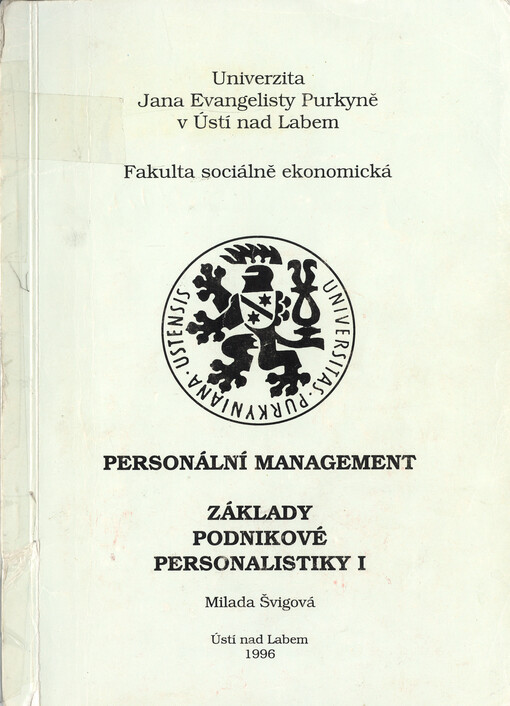 Univerzita
Jana Evangelisty Purkyně
v Ústí nad Labem
Fakulta sociálně ekonomická
UNIVERSITAS · PURKYNIANA · USTENSIS
PERSONÁLNÍ MANAGEMENT
ZÁKLADY
PODNIKOVÉ
PERSONALISTIKY I
Milada Švigová
Ústí nad Labem
1996